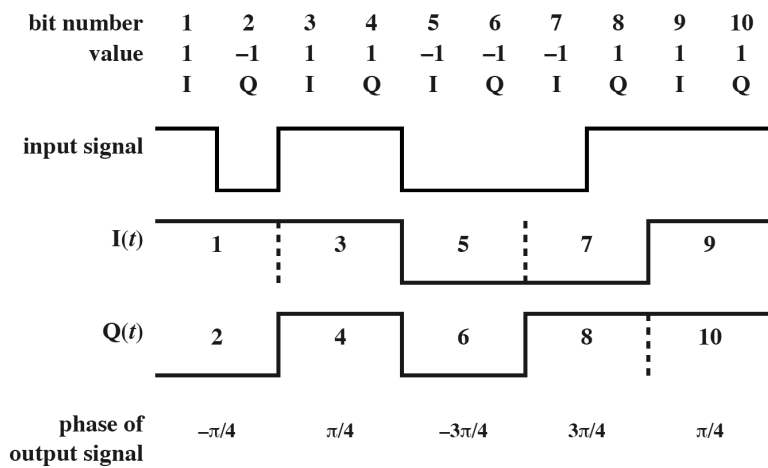 bit number 1 2 3 4 5 6 7 8 9 10
value 1 –1 1 1 –1 –1 –1 1 1 1
I Q I Q I Q I Q I Q
input signal
I(t) 1 3 5 7 9
Q(t) 2 4 6 8 10
phase of
output signal –π/4 π/4 –3π/4 3π/4 π/4